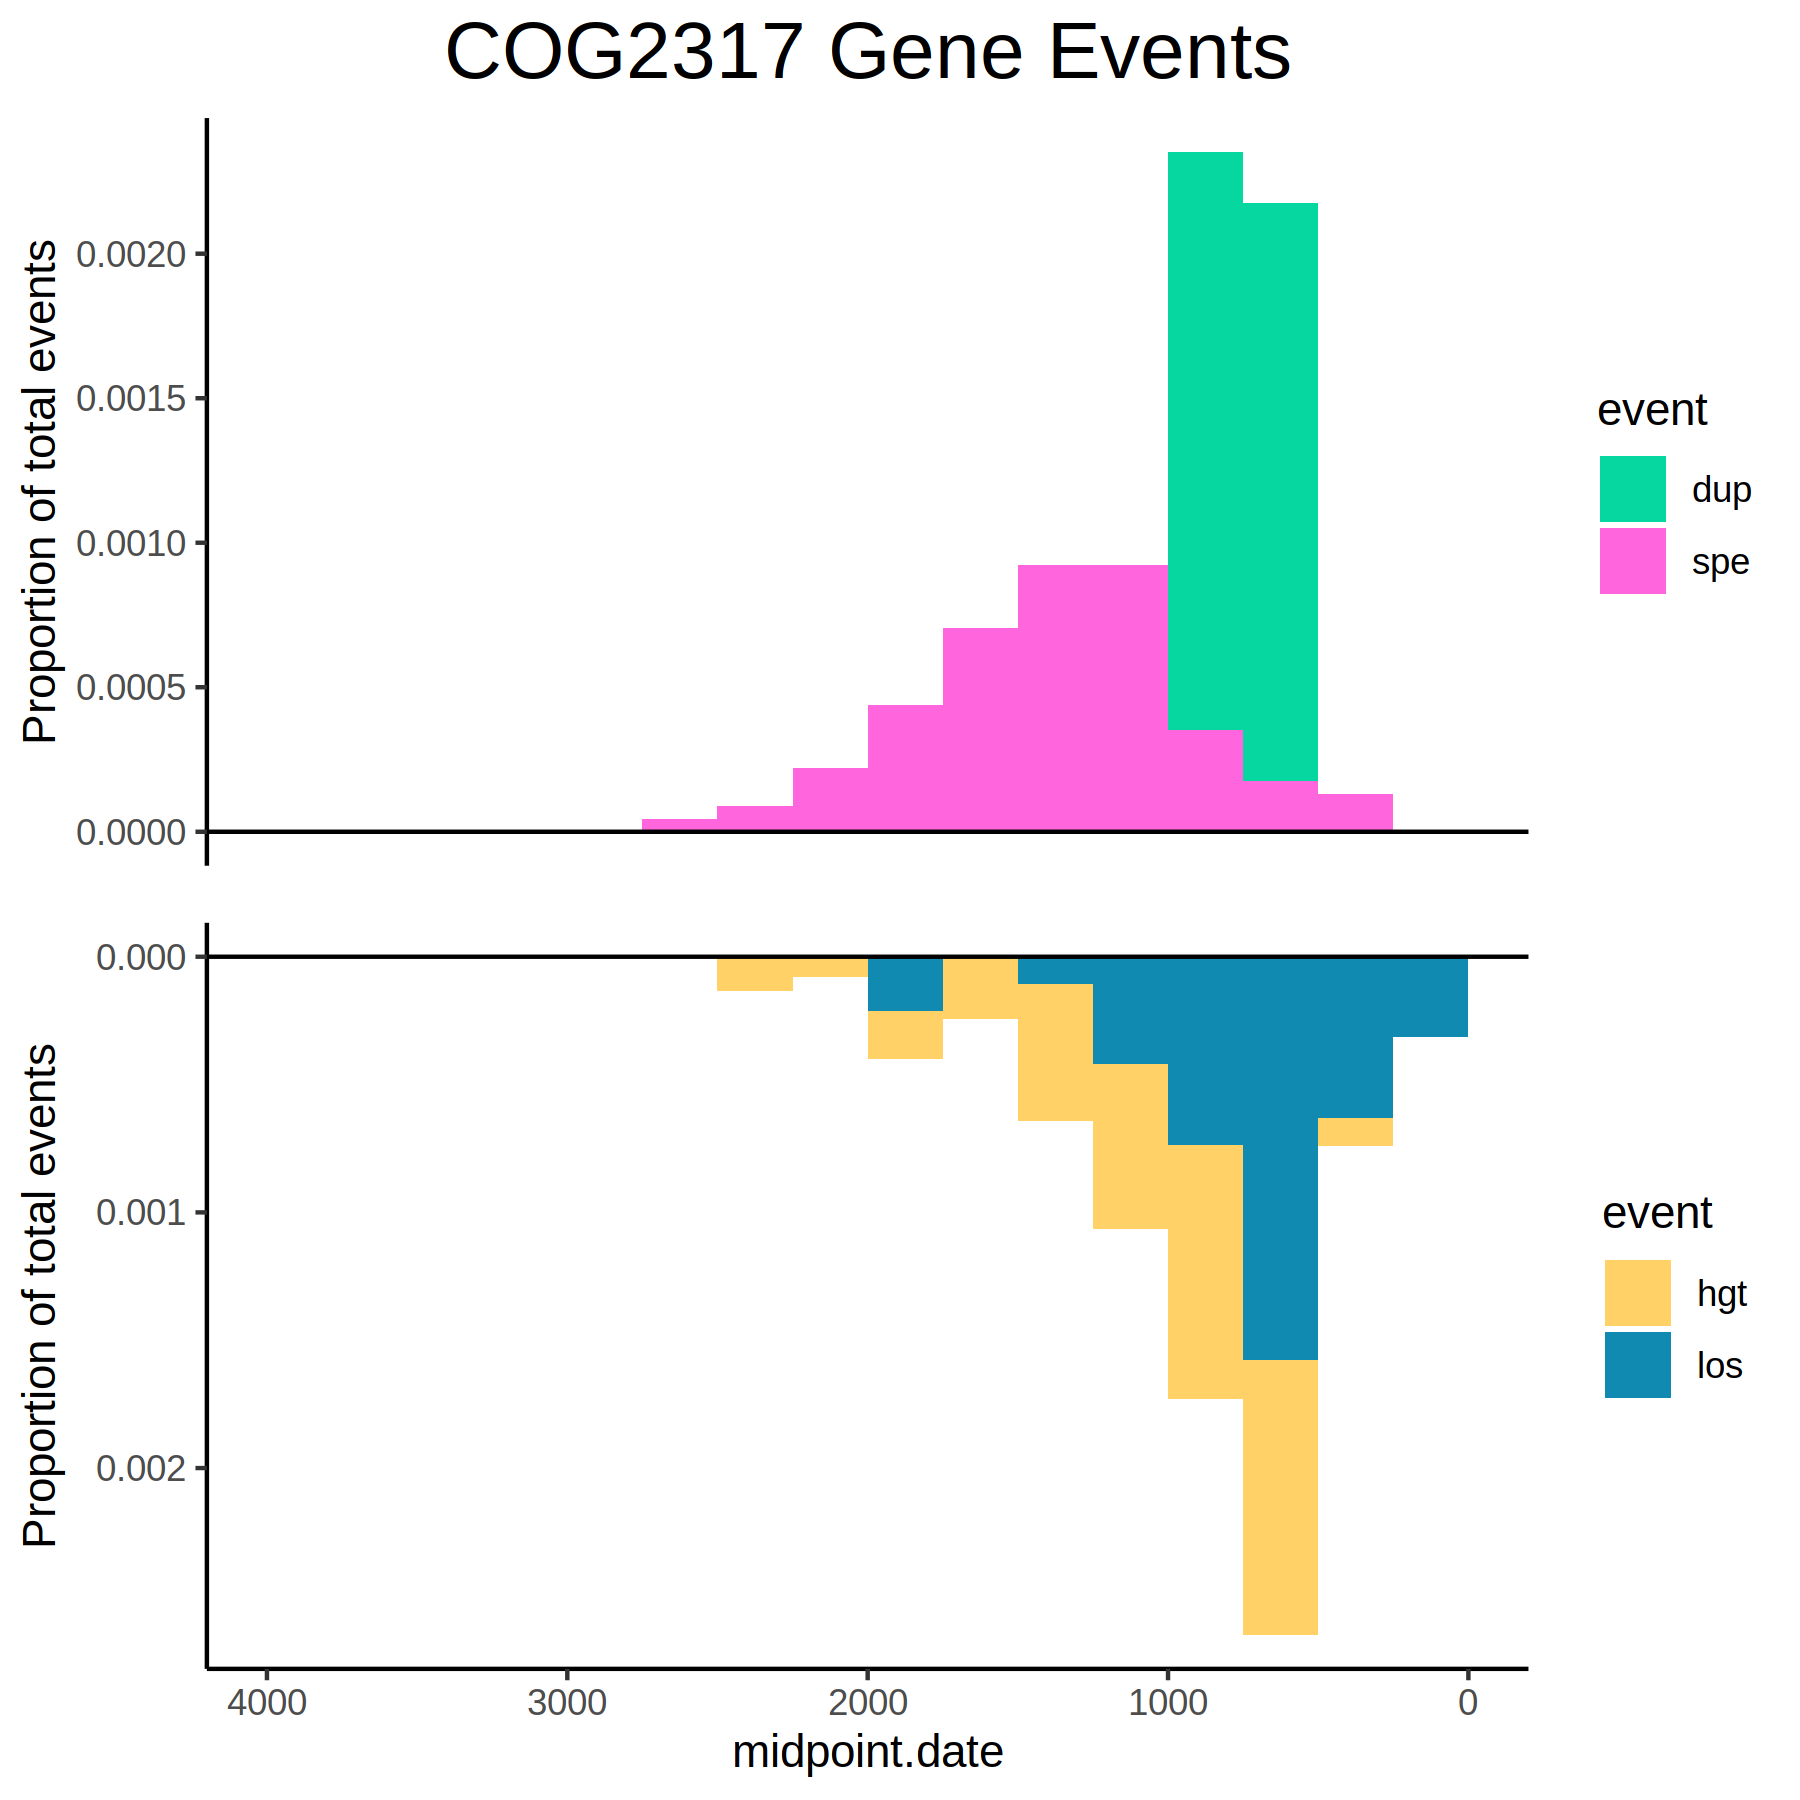 COG2317 Gene Events
Proportion of total events
0.0020
0.0015
0.0010
0.0005
0.0000
event
dup
spe
Proportion of total events
0.000
0.001
0.002
event
hgt
los
4000 3000 2000 1000 0
midpoint.date